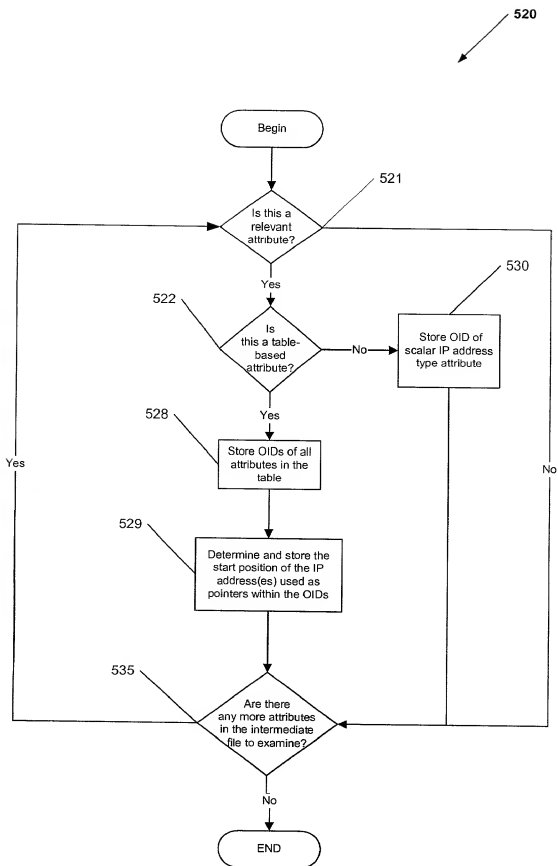 520
Begin
521
Is this a
relevant
attribute?
Yes
530
522
Is
this a table-
based
attribute?
No
Store OID of
scalar IP address
type attribute
Yes
528
Store OIDs of all
attributes in the
table
Yes
No
529
Determine and store the
start position of the IP
address(es) used as
pointers within the OIDs
535
Are there
any more attributes
in the intermediate
file to examine?
No
END